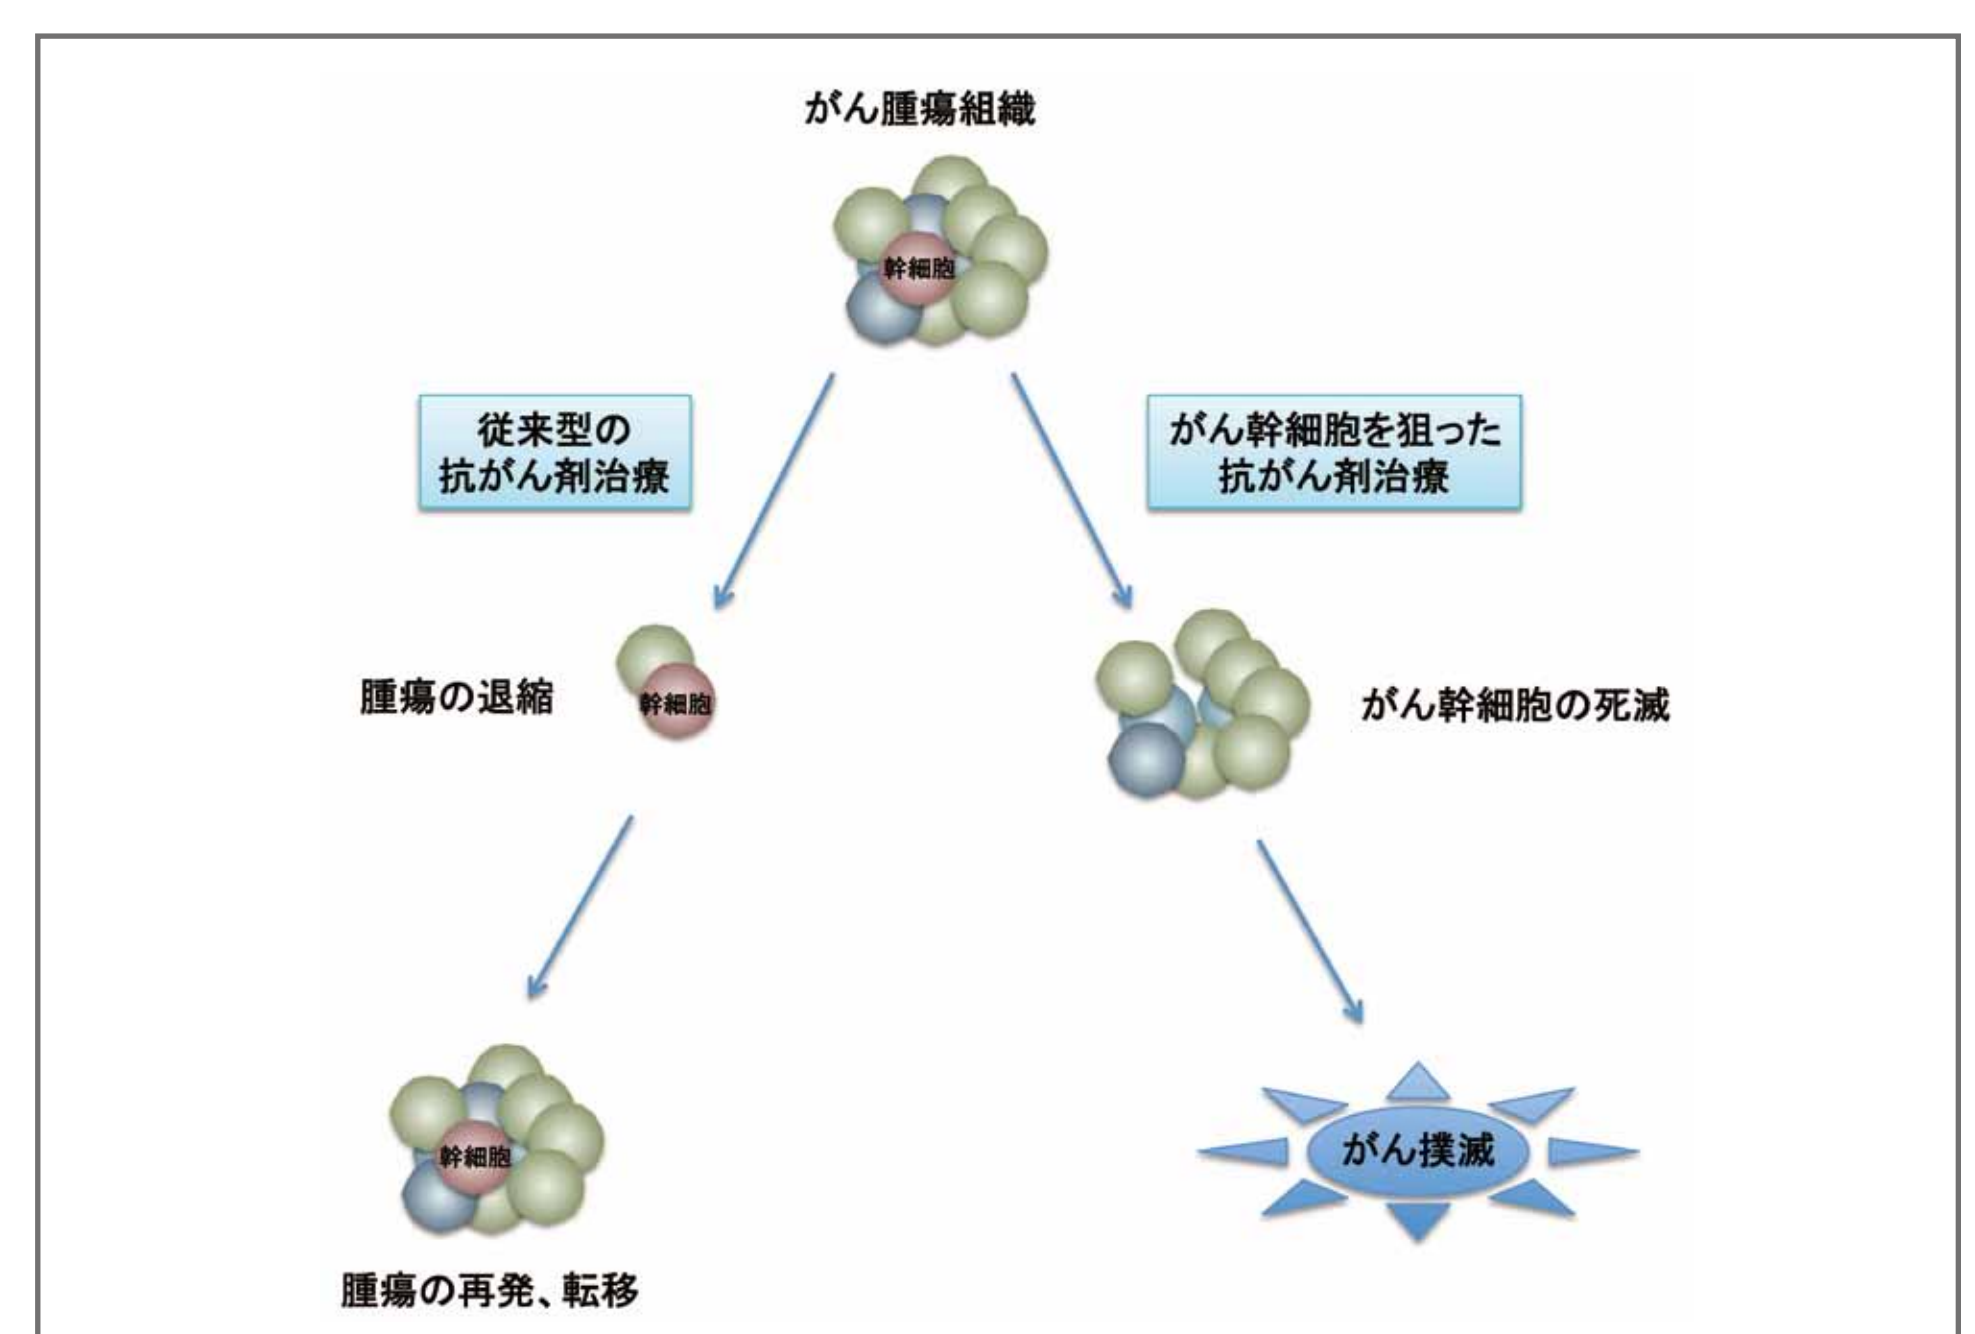 がん腫瘍組織
幹細胞
従来型の
抗がん剤治療
がん幹細胞を狙った
抗がん剤治療
腫瘍の退縮
幹細胞
がん幹細胞の死滅
幹細胞
がん撲滅
腫瘍の再発、転移